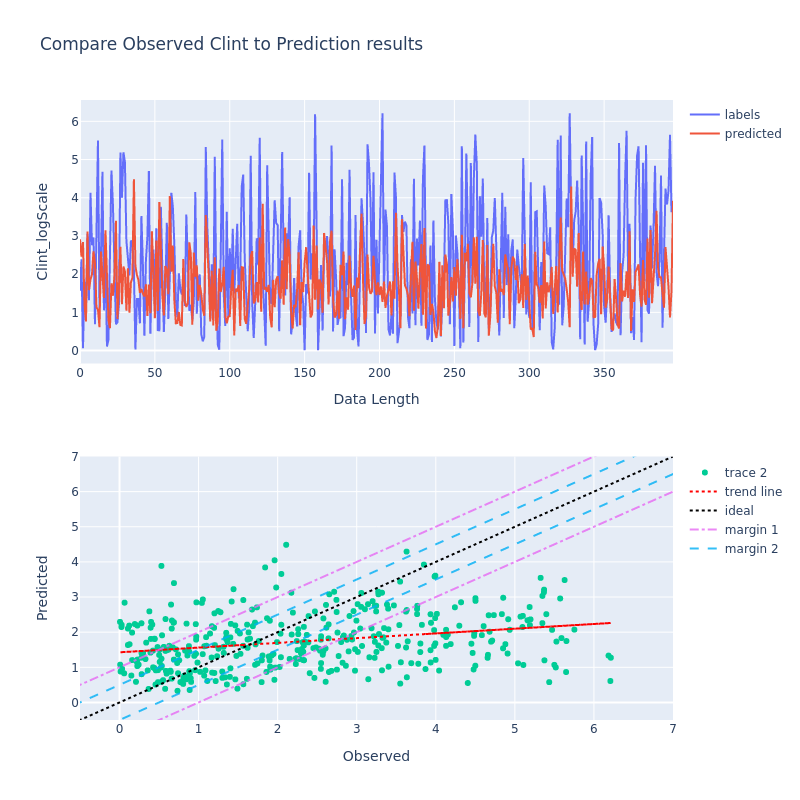 Compare Observed Clint to Prediction results
labels
predicted
Clint_logScale
6
5
4
3
2
1
0
0 50 100 150 200 250 300 350
Data Length
trace 2
trend line
ideal
margin 1
margin 2
Predicted
7
6
5
4
3
2
1
0
0 1 2 3 4 5 6 7
Observed